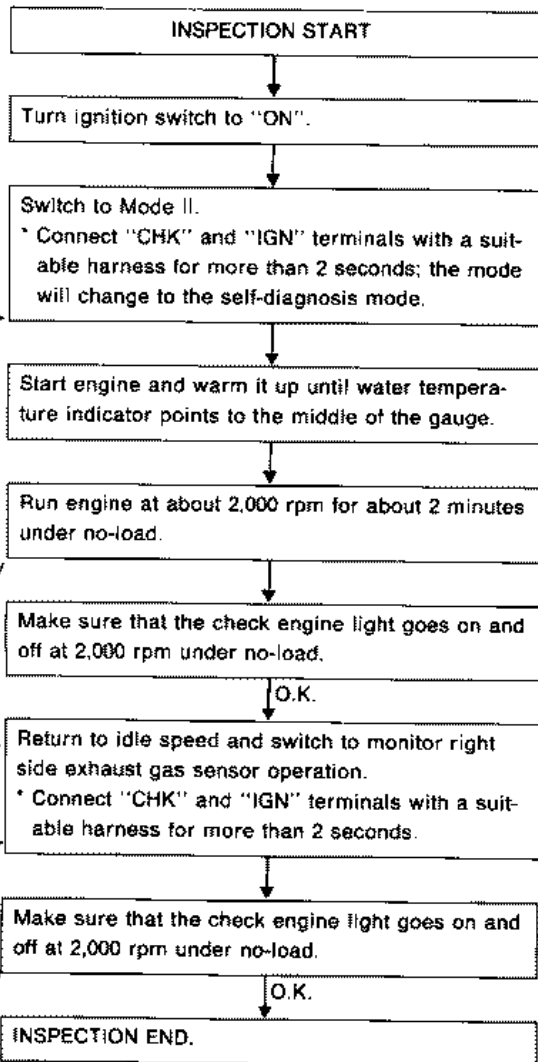 INSPECTION START
Turn ignition switch to "ON".
Switch to Mode II.
* Connect "CHK" and "IGN" terminals with a suit-
able harness for more than 2 seconds; the mode
will change to the self-diagnosis mode.
Start engine and warm it up until water tempera-
ture indicator points to the middle of the gauge.
Run engine at about 2,000 rpm for about 2 minutes
under no-load.
Make sure that the check engine light goes on and
off at 2,000 rpm under no-load.
O.K.
Return to idle speed and switch to monitor right
side exhaust gas sensor operation.
* Connect "CHK" and "IGN" terminals with a suit-
able harness for more than 2 seconds.
Make sure that the check engine light goes on and
off at 2,000 rpm under no-load.
O.K.
INSPECTION END.